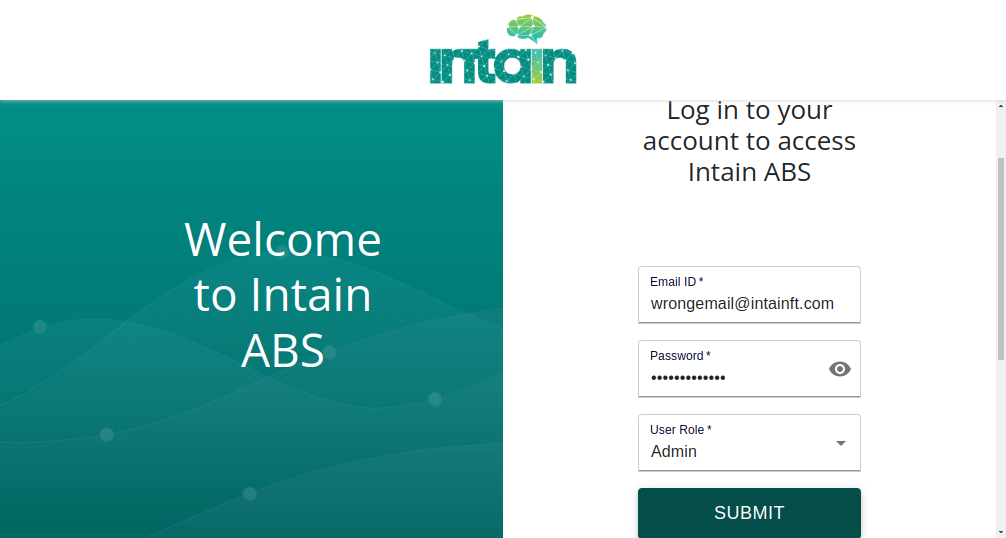 intain
Log in to your
account to access
Intain ABS
Welcome
to Intain
ABS
Email ID *
wrongemail@intainft.com
Password *
•••••••••••••
User Role *
Admin
SUBMIT